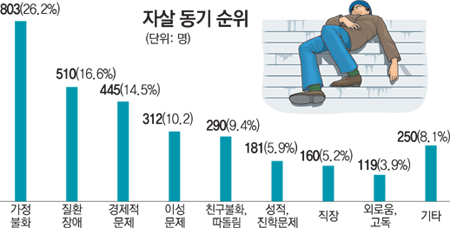 자살 동기 순위
(단위: 명)
803(26.2%)
510(16.6%)
445(14.5%)
312(10.2)
290(9.4%)
181(5.9%)
160(5.2%)
119(3.9%)
250(8.1%)
가정
불화
질환
장애
경제적
문제
이성
문제
친구불화,
따돌림
성적,
진학문제
직장
외로움,
고독
기타